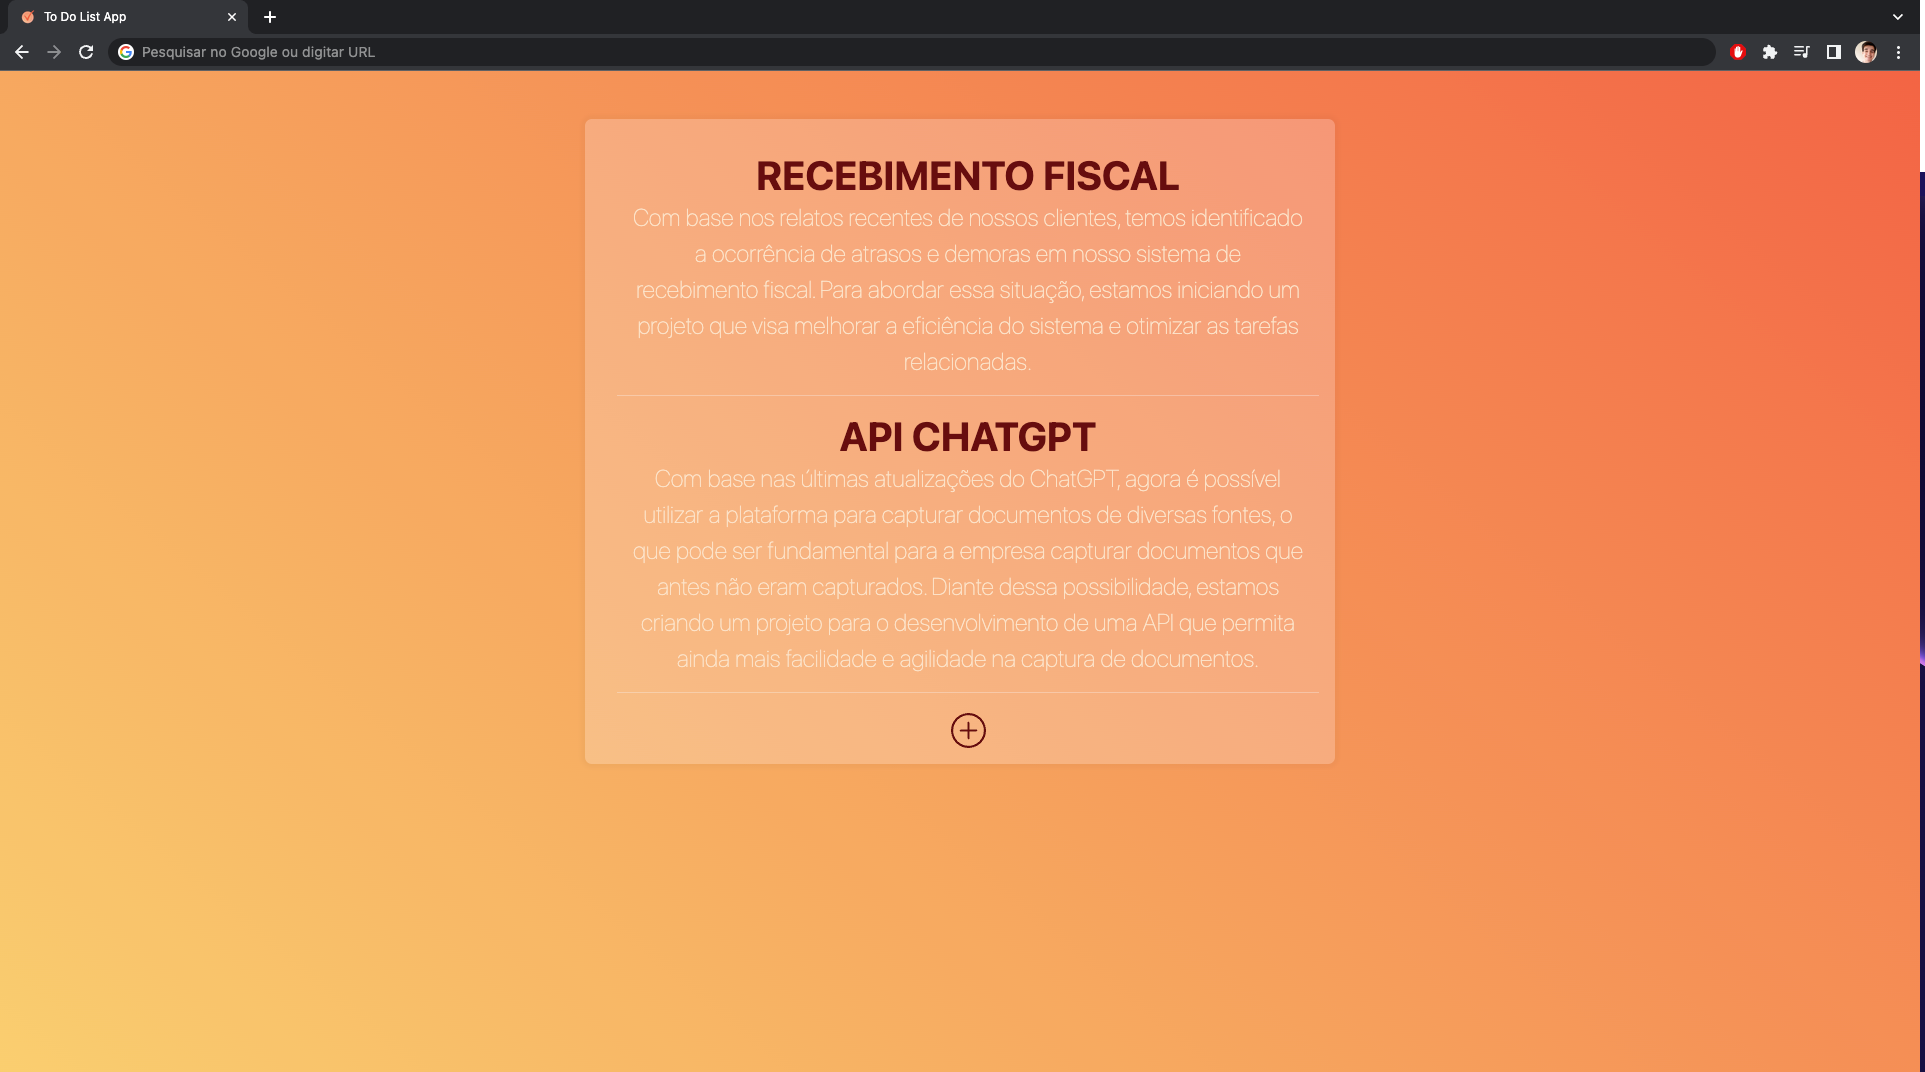 To Do List App
Pesquisar no Google ou digitar URL
RECEBIMENTO FISCAL
Com base nos relatos recentes de nossos clientes, temos identificado
a ocorrência de atrasos e demoras em nosso sistema de
recebimento fiscal. Para abordar essa situação, estamos iniciando um
projeto que visa melhorar a eficiência do sistema e otimizar as tarefas
relacionadas.
API CHATGPT
Com base nas últimas atualizações do ChatGPT, agora é possível
utilizar a plataforma para capturar documentos de diversas fontes, o
que pode ser fundamental para a empresa capturar documentos que
antes não eram capturados. Diante dessa possibilidade, estamos
criando um projeto para o desenvolvimento de uma API que permita
ainda mais facilidade e agilidade na captura de documentos.